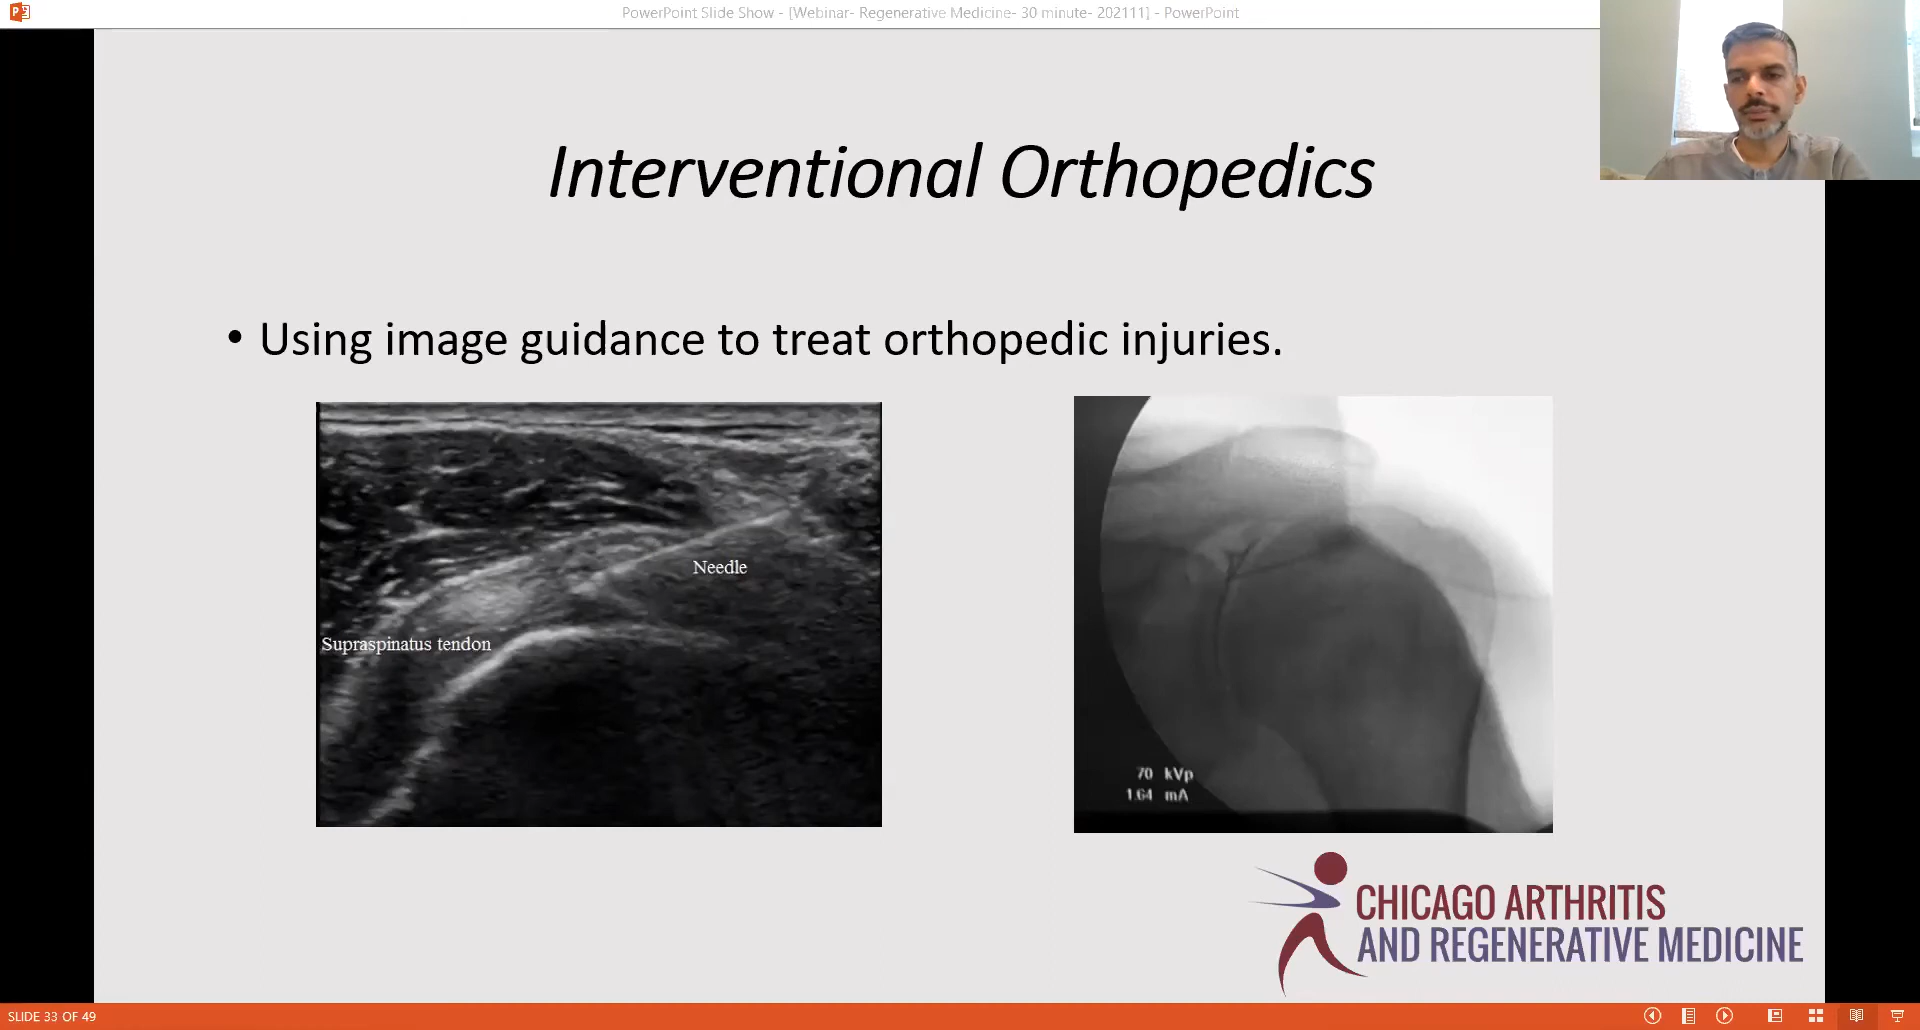 PowerPoint Slide Show - [Webinar- Regenerative Medicine- 30 minute- 202111] - PowerPoint
Interventional Orthopedics
• Using image guidance to treat orthopedic injuries.
Needle
Supraspinatus tendon
70 kVp
1.64 mA
CHICAGO ARTHRITIS
AND REGENERATIVE MEDICINE
SLIDE 33 OF 49